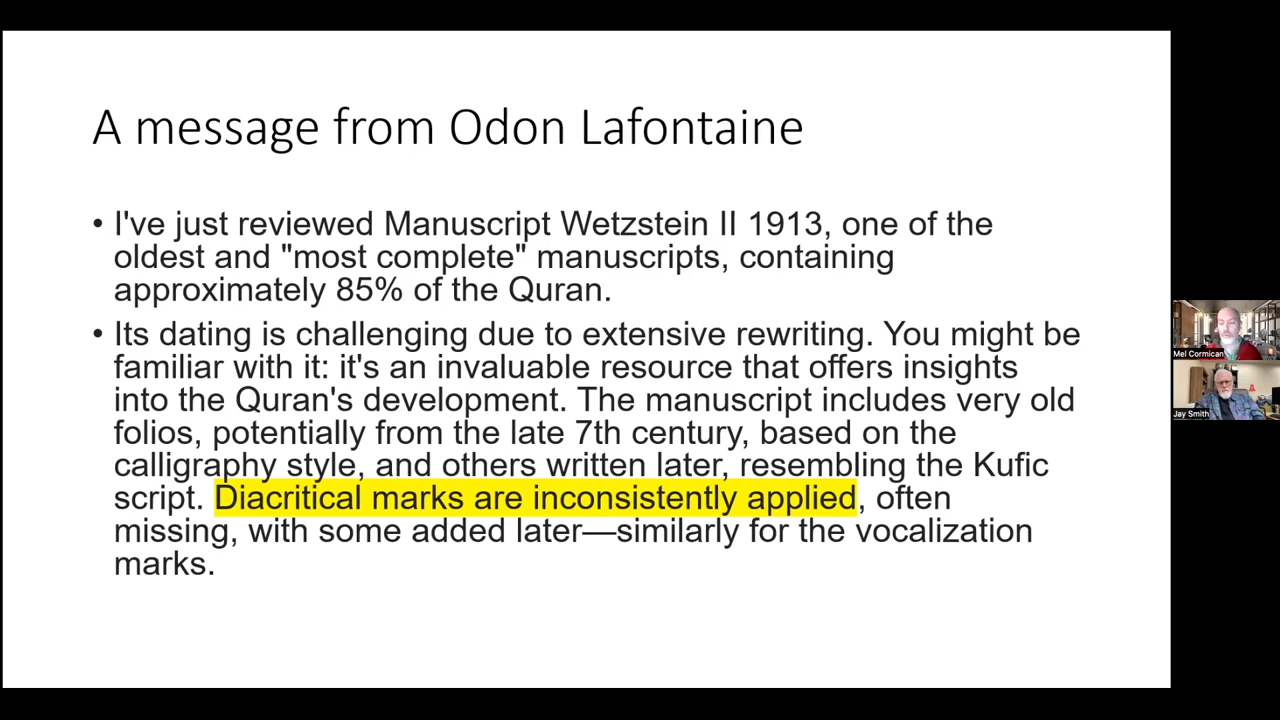 A message from Odon Lafontaine
• I've just reviewed Manuscript Wetzstein II 1913, one of the
oldest and "most complete" manuscripts, containing
approximately 85% of the Quran.
• Its dating is challenging due to extensive rewriting. You might be
familiar with it: it's an invaluable resource that offers insights
into the Quran's development. The manuscript includes very old
folios, potentially from the late 7th century, based on the
calligraphy style, and others written later, resembling the Kufic
script. Diacritical marks are inconsistently applied, often
missing, with some added later—similarly for the vocalization
marks.
Mel Cormican
Jay Smith